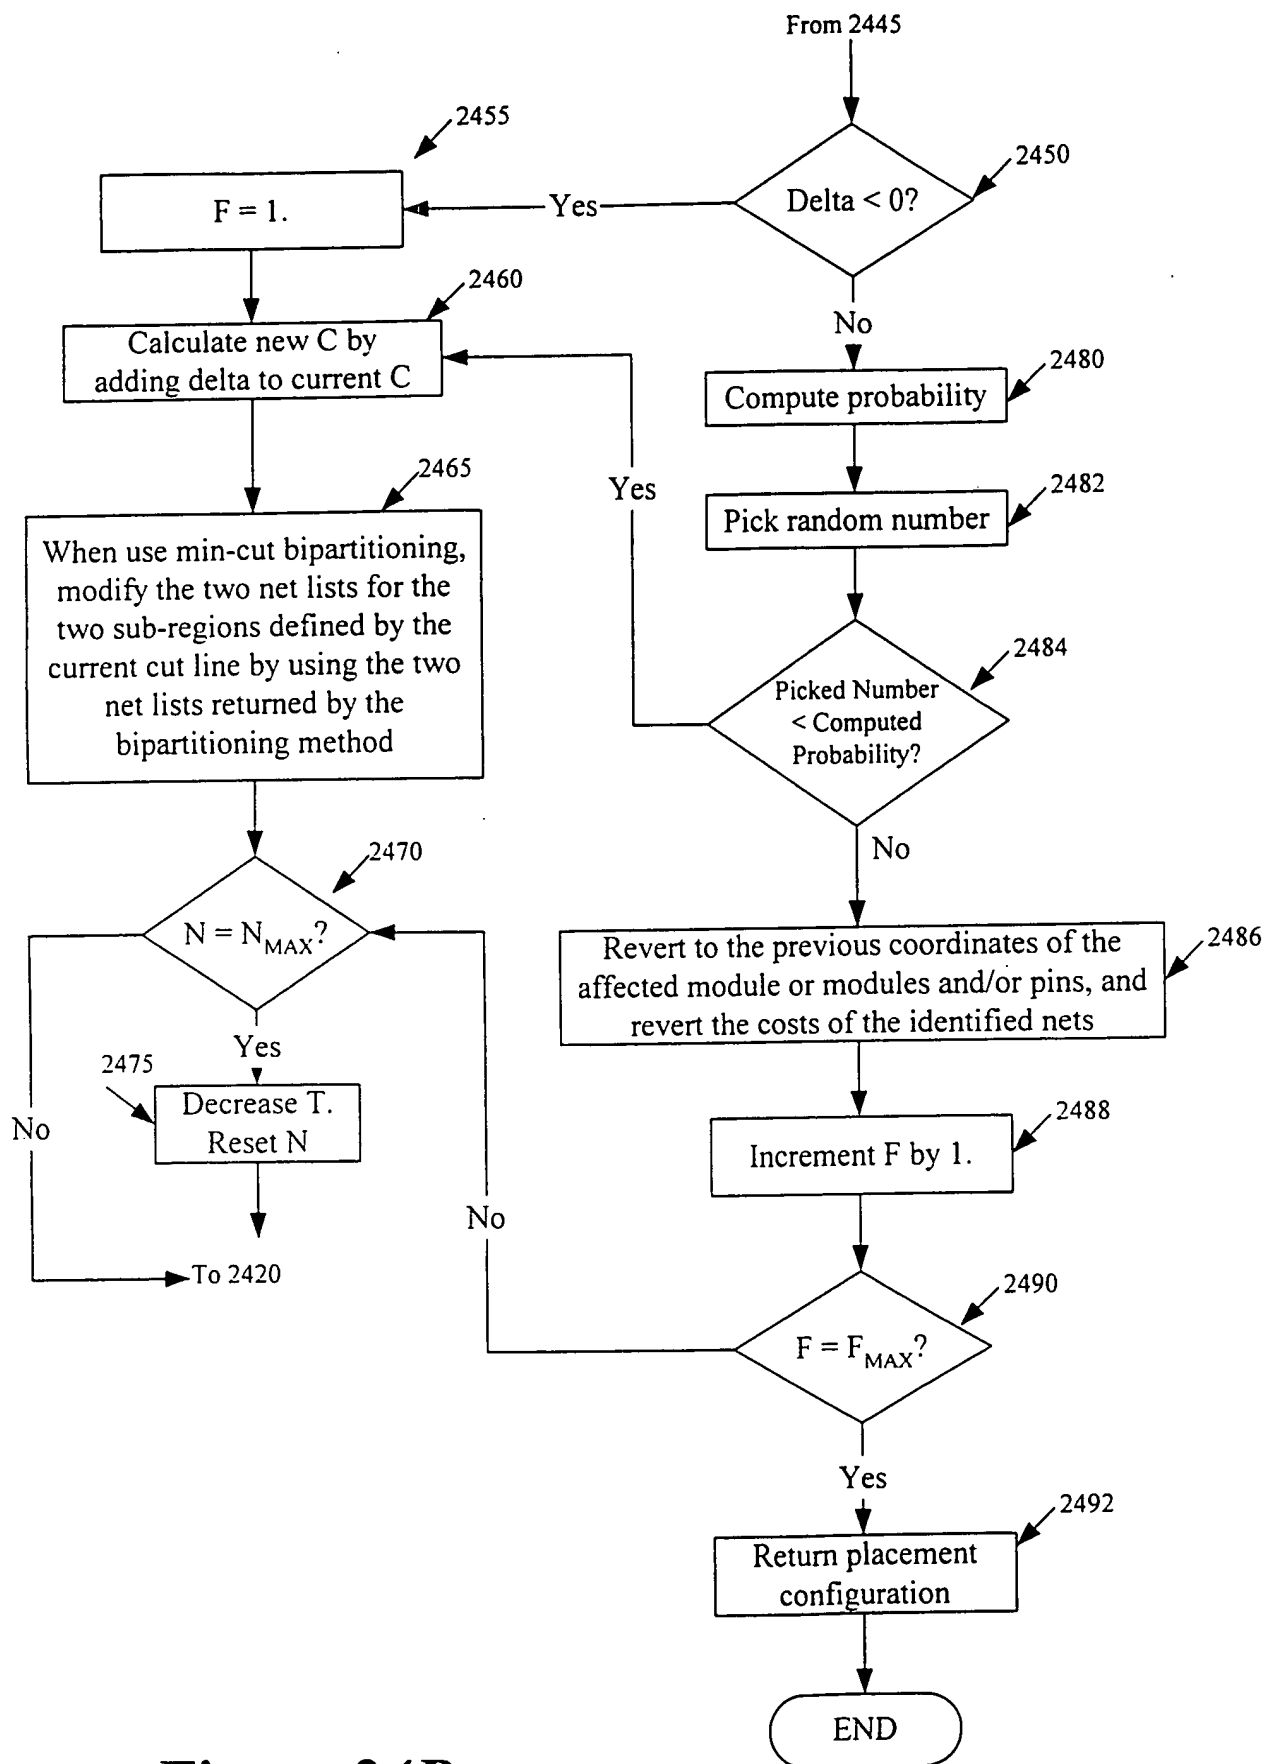 From 2445
2455
2450
F = 1.
Yes
Delta < 0?
2460
No
Calculate new C by
adding delta to current C
2480
Compute probability
2465
Yes
2482
Pick random number
When use min-cut bipartitioning,
modify the two net lists for the
two sub-regions defined by the
current cut line by using the two
net lists returned by the
bipartitioning method
2484
Picked Number
< Computed
Probability?
2470
No
N = NMAX?
2486
Revert to the previous coordinates of the
affected module or modules and/or pins, and
revert the costs of the identified nets
Yes
2475
Decrease T.
Reset N
No
2488
Increment F by 1.
No
To 2420
2490
F = FMAX?
Yes
2492
Return placement
configuration
END